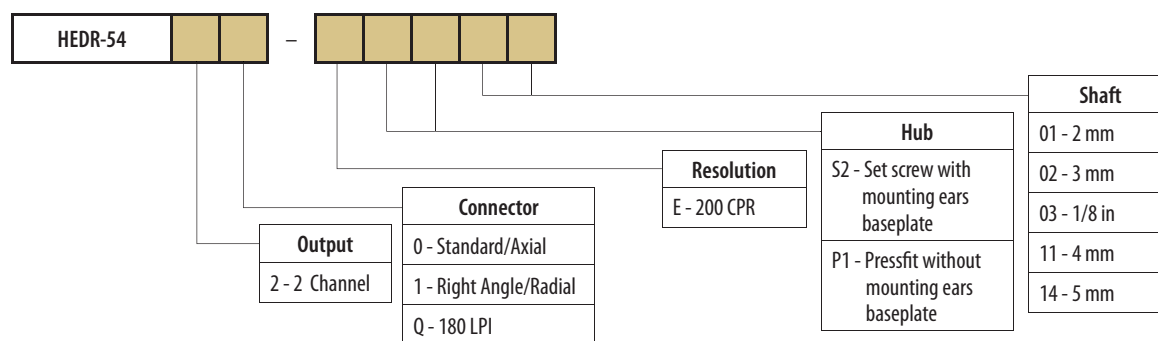 HEDR-54
–
Output
2 - 2 Channel
Connector
0 - Standard/Axial
1 - Right Angle/Radial
Q - 180 LPI
Resolution
E - 200 CPR
Hub
S2 - Set screw with
mounting ears
baseplate
P1 - Pressfit without
mounting ears
baseplate
Shaft
01 - 2 mm
02 - 3 mm
03 - 1/8 in
11 - 4 mm
14 - 5 mm